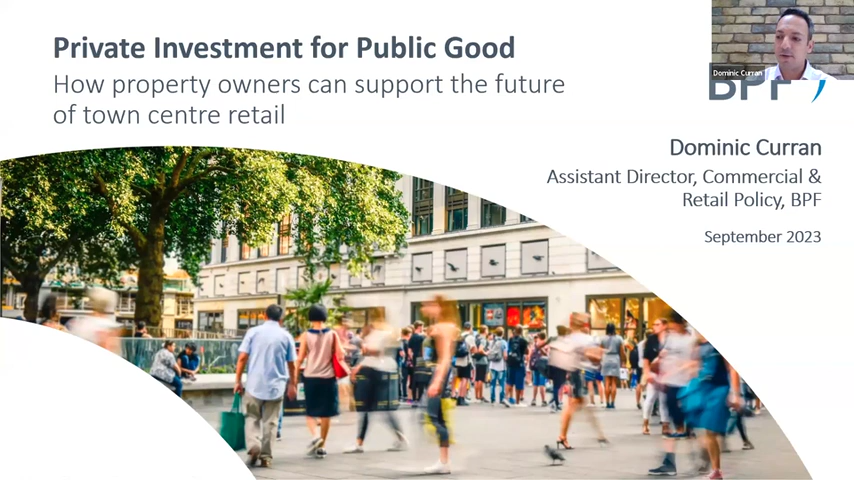 Private Investment for Public Good
How property owners can support the future
of town centre retail
Dominic Curran
BPF
Dominic Curran
Assistant Director, Commercial &
Retail Policy, BPF
September 2023